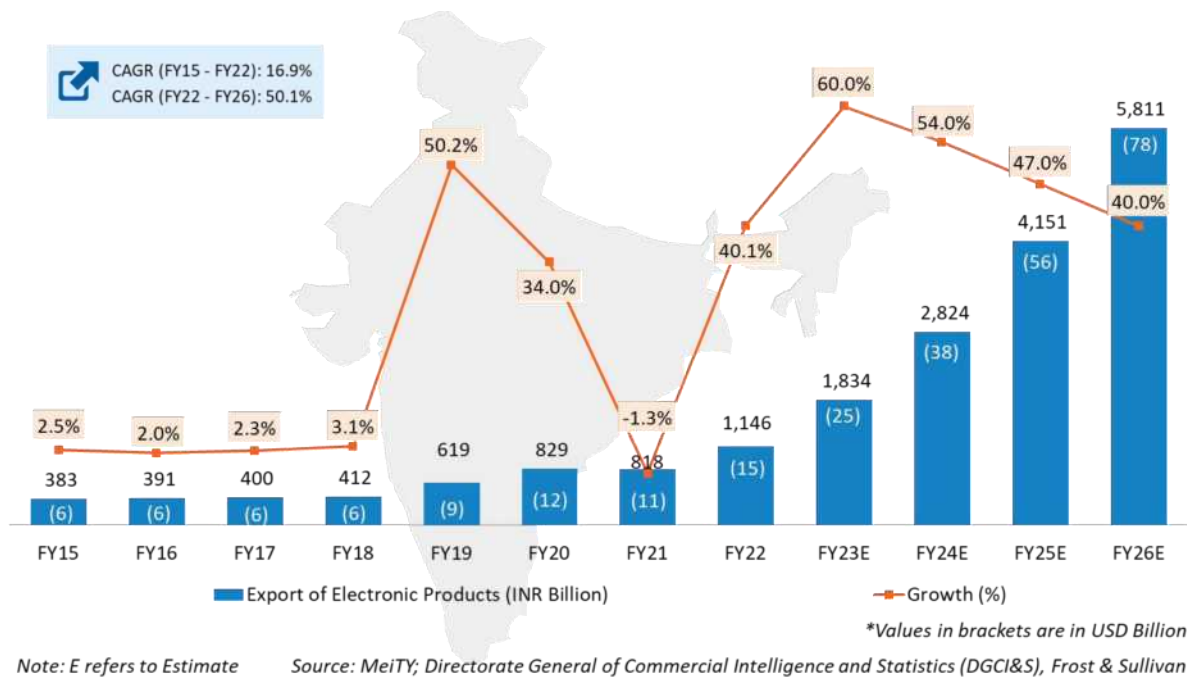 CAGR (FY15 - FY22): 16.9%
CAGR (FY22 - FY26): 50.1%
2.5% 2.0% 2.3% 3.1% 50.2% 34.0% -1.3% 40.1% 60.0% 54.0% 47.0% 40.0%
383 391 400 412 619 829 818 1,146 1,834 2,824 4,151 5,811
(6) (6) (6) (6) (9) (12) (11) (15) (25) (38) (56) (78)
FY15 FY16 FY17 FY18 FY19 FY20 FY21 FY22 FY23E FY24E FY25E FY26E
Export of Electronic Products (INR Billion) Growth (%)
*Values in brackets are in USD Billion
Note: E refers to Estimate Source: MeiTY; Directorate General of Commercial Intelligence and Statistics (DGCI&S), Frost & Sullivan